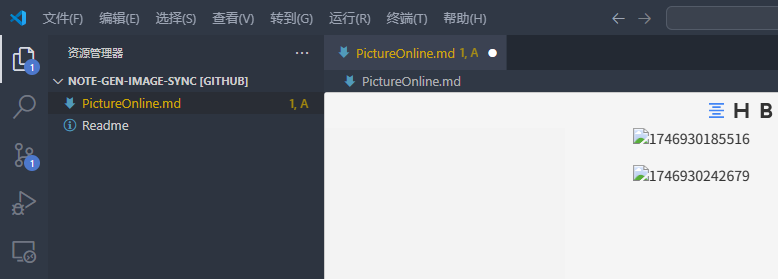 文件(F) 编辑(E) 选择(S) 查看(V) 转到(G) 运行(R) 终端(T) 帮助(H)
资源管理器 ···
NOTE-GEN-IMAGE-SYNC [GITHUB]
PictureOnline.md 1, A
Readme
1
1
PictureOnline.md 1, A
PictureOnline.md
H B
1746930185516
1746930242679